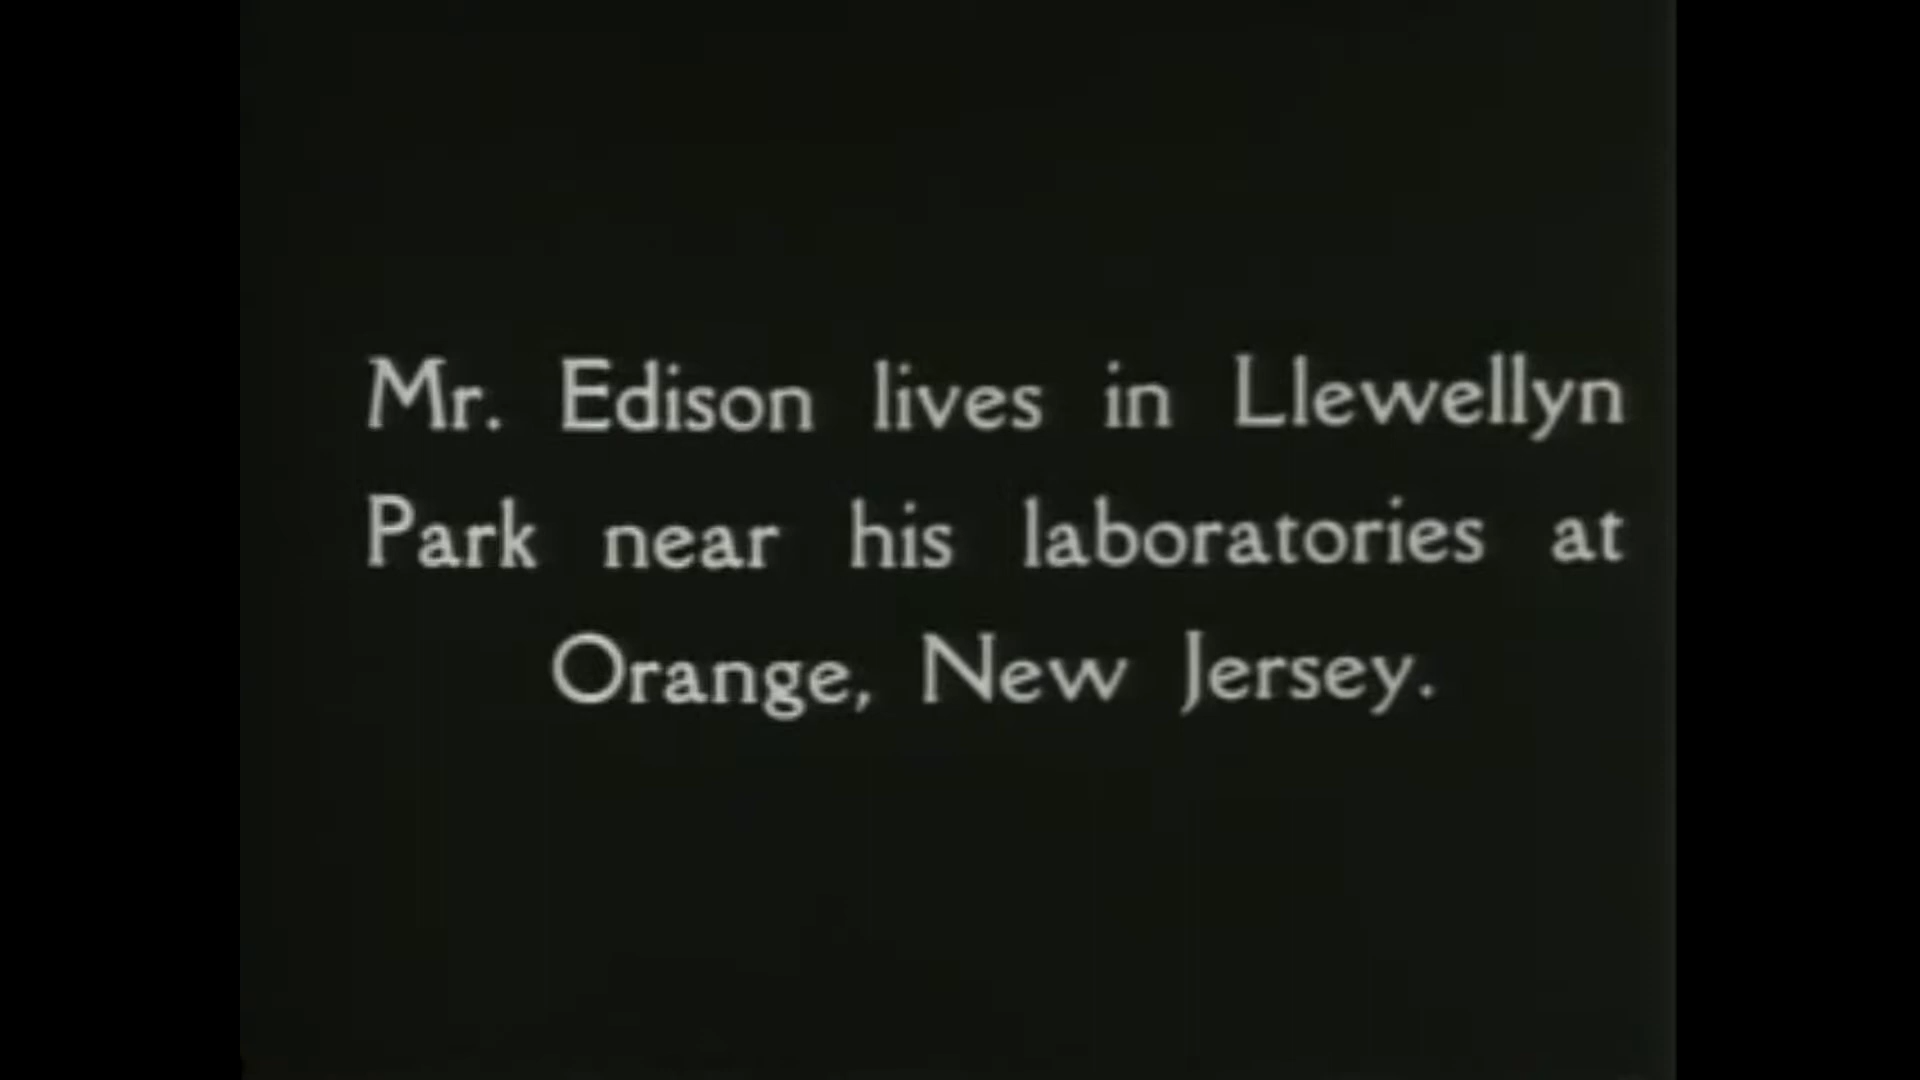 Mr. Edison lives in Llewellyn
Park near his laboratories at
Orange, New Jersey.